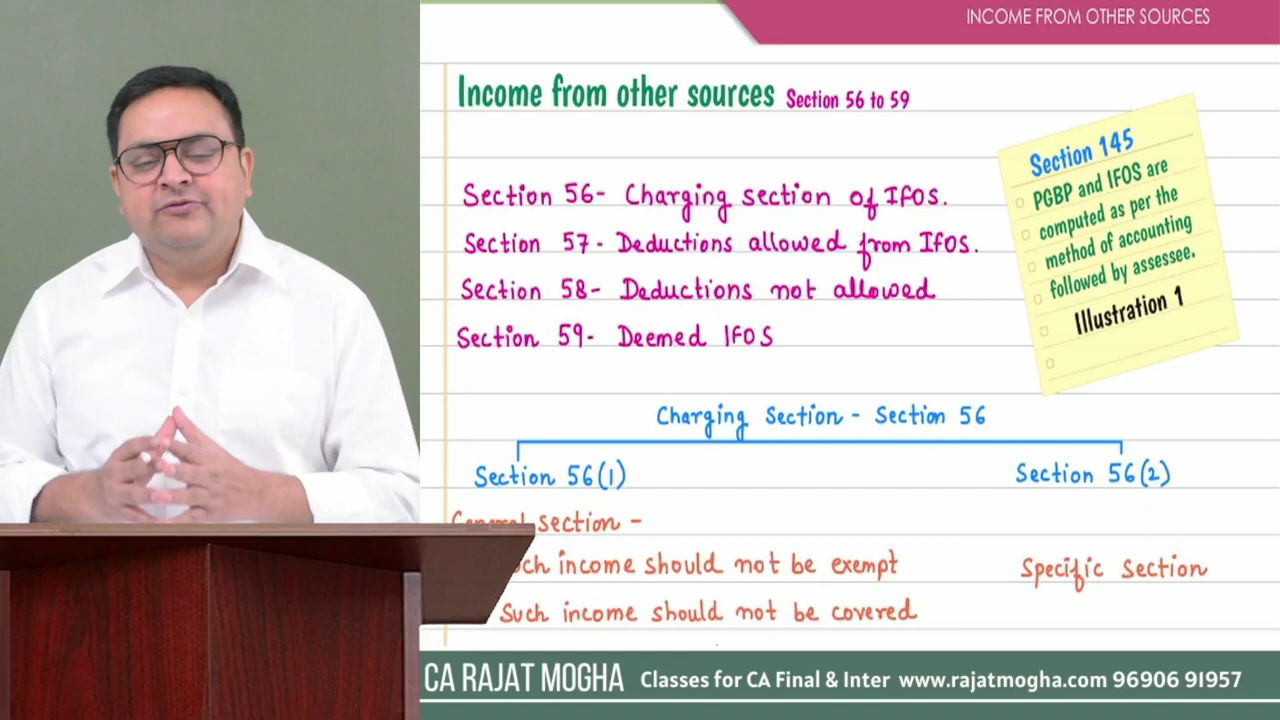 INCOME FROM OTHER SOURCES
Income from other sources Section 56 to 59
Section 56- Charging section of IFOS.
Section 57- Deductions allowed from IFOS.
Section 58- Deductions not allowed
Section 59- Deemed IFOS
Section 145
PGBP and IFOS are
computed as per the
method of accounting
followed by assessee.
Illustration 1
Charging Section - Section 56
Section 56(1)
Section 56(2)
section -
income should not be exempt
Specific section
Such income should not be covered
CA RAJAT MOGHA Classes for CA Final & Inter www.rajatmogha.com 96906 91957